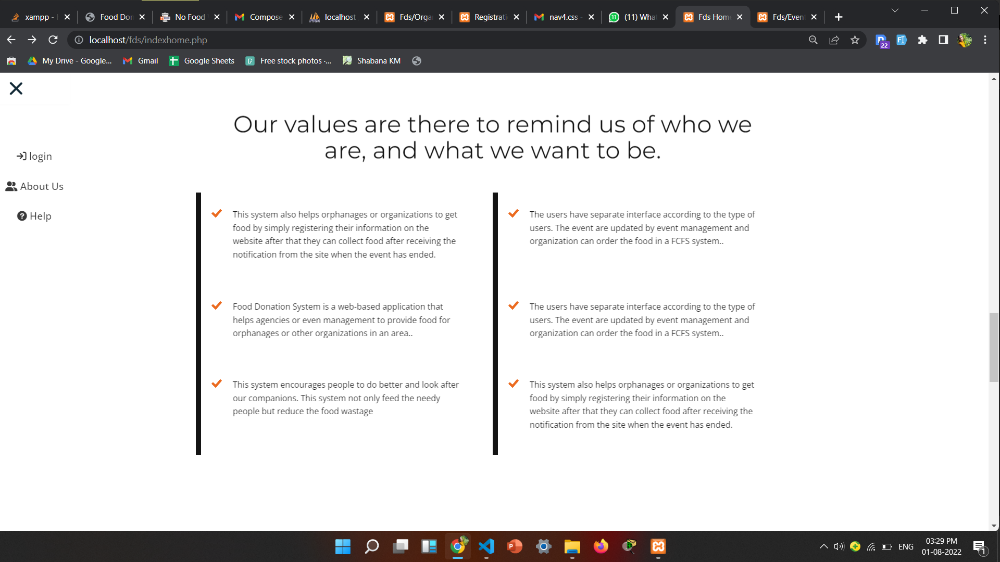 xampp -
Food Don
No Food
Compose
localhost
Fds/Orga
Registrati
nav4.css -
(11) What
Fds Home
Fds/Even
localhost/fds/indexhome.php
22
My Drive - Google...
Gmail
Google Sheets
Free stock photos ·...
Shabana KM
Our values are there to remind us of who we
are, and what we want to be.
login
About Us
Help
This system also helps orphanages or organizations to get
food by simply registering their information on the
website after that they can collect food after receiving the
notification from the site when the event has ended.
Food Donation System is a web-based application that
helps agencies or even management to provide food for
orphanages or other organizations in an area..
This system encourages people to do better and look after
our companions. This system not only feed the needy
people but reduce the food wastage
The users have separate interface according to the type of
users. The event are updated by event management and
organization can order the food in a FCFS system..
The users have separate interface according to the type of
users. The event are updated by event management and
organization can order the food in a FCFS system..
This system also helps orphanages or organizations to get
food by simply registering their information on the
website after that they can collect food after receiving the
notification from the site when the event has ended.
ENG
03:29 PM
01-08-2022
1